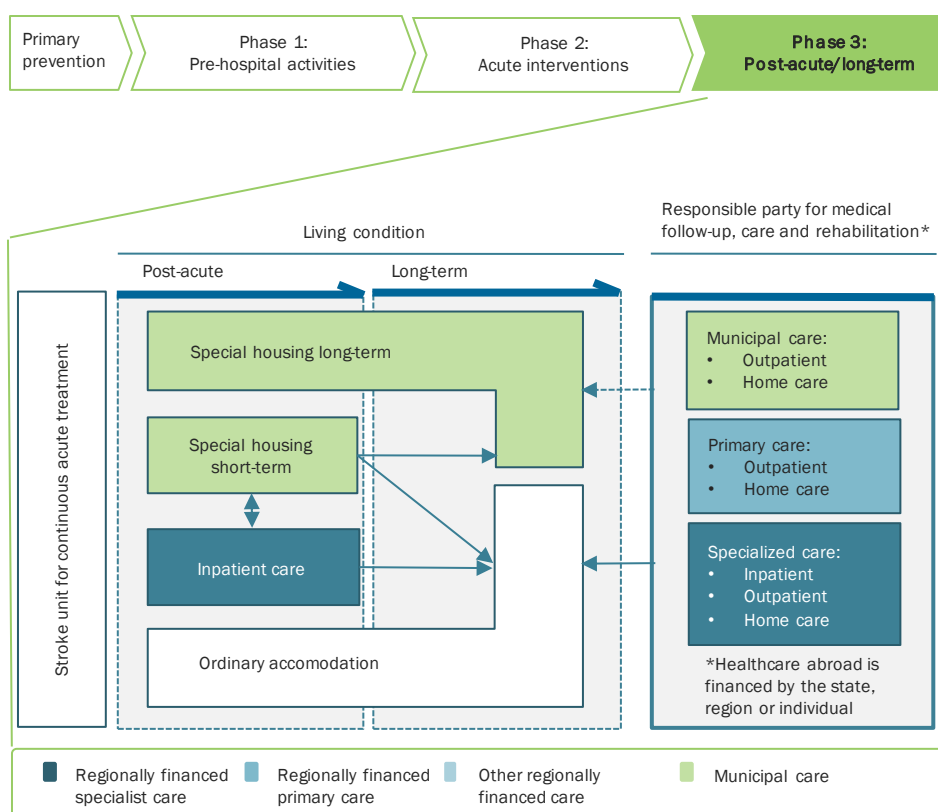 Primary
prevention
Phase 1:
Pre-hospital activities
Phase 2:
Acute interventions
Phase 3:
Post-acute/long-term
Living condition
Responsible party for medical
follow-up, care and rehabilitation*
Post-acute
Long-term
Stroke unit for continuous acute treatment
Special housing long-term
Special housing
short-term
Inpatient care
Ordinary accomodation
Municipal care:
• Outpatient
• Home care
Primary care:
• Outpatient
• Home care
Specialized care:
• Inpatient
• Outpatient
• Home care
*Healthcare abroad is
financed by the state,
region or individual
Regionally financed
specialist care
Regionally financed
primary care
Other regionally
financed care
Municipal care